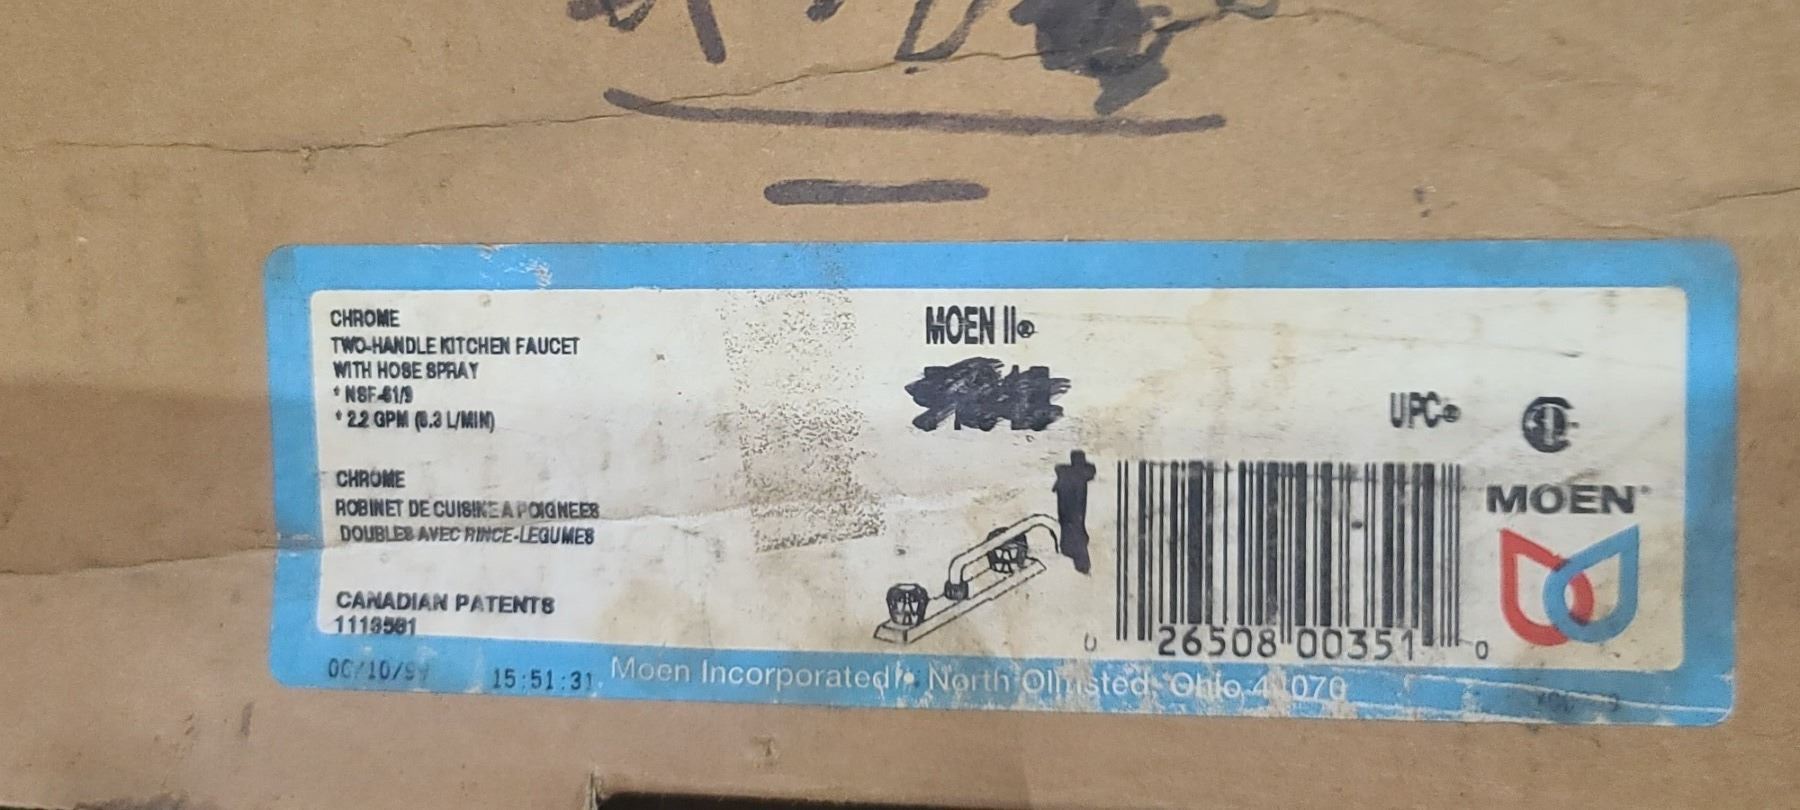 CHROME
TWO-HANDLE KITCHEN FAUCET
WITH HOSE SPRAY
* NSF-61/9
* 2.2 GPM (8.3 L/MIN)
CHROME
ROBINET DE CUISINE A POIGNEES
DOUBLES AVEC RINCE-LEGUMES
CANADIAN PATENTS
1113581
15:51:31
MOEN II®
UPC®
MOEN®
0 26508 00351 0
Moen Incorporated North Olmsted, Ohio